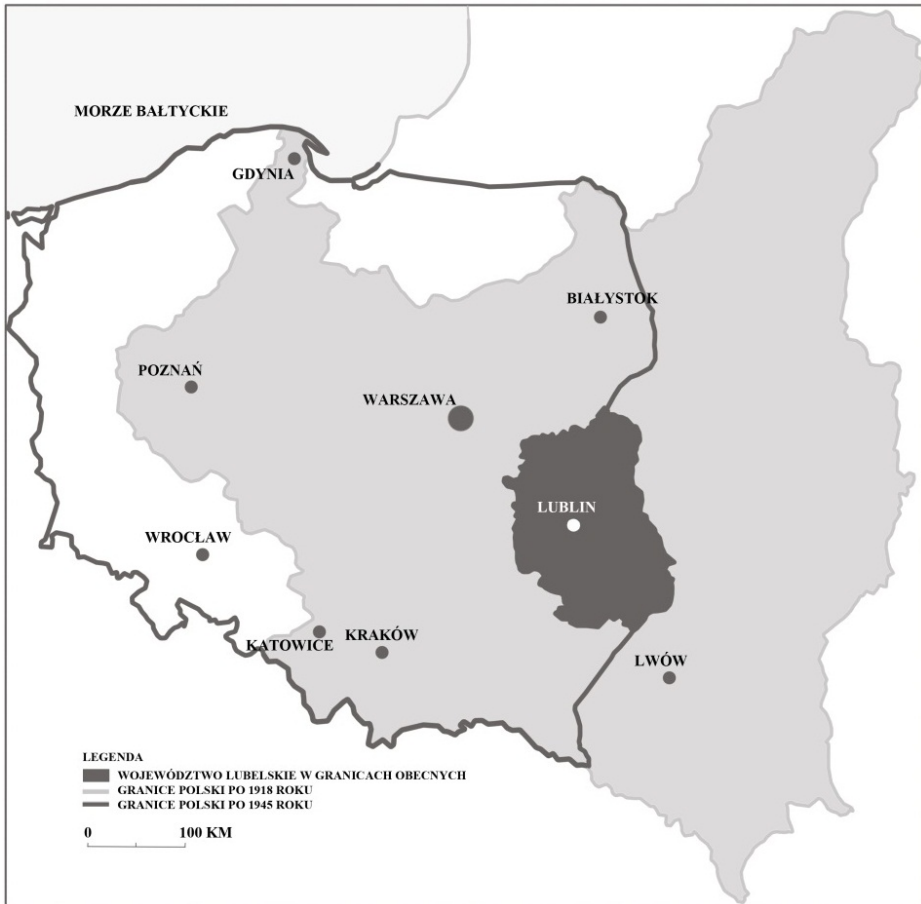 MORZE BAŁTYCKIE
GDYNIA
BIAŁYSTOK
POZNAŃ
WARSZAWA
LUBLIN
WROCŁAW
KATOWICE
KRAKÓW
LWÓW
LEGENDA
WOJEWÓDZTWO LUBELSKIE W GRANICACH OBECNYCH
GRANICE POLSKI PO 1918 ROKU
GRANICE POLSKI PO 1945 ROKU
0 100 KM